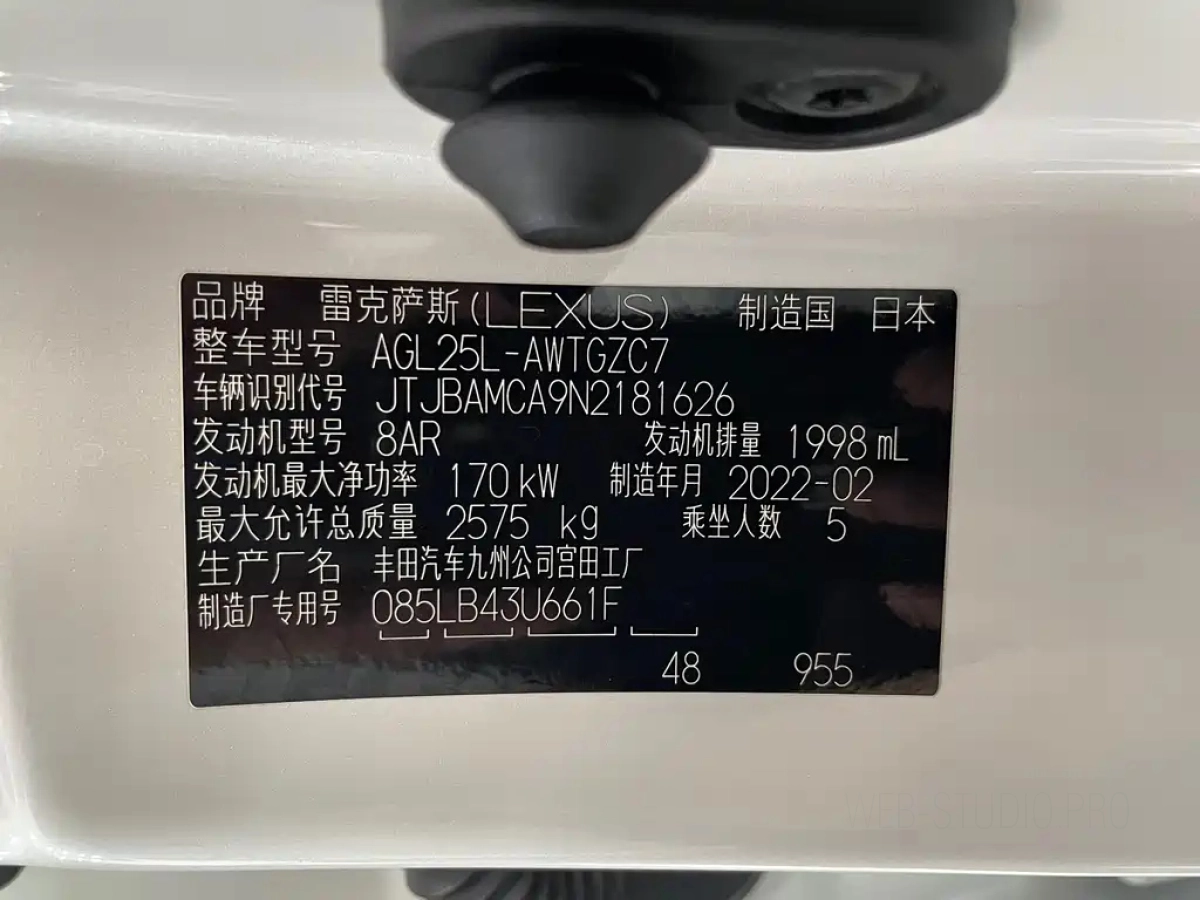 品牌 雷克萨斯(LEXUS) 制造国 日本
整车型号 AGL25L-AWTGZC7
车辆识别代号 JTJBAMCA9N2181626
发动机型号 8AR 发动机排量 1998 mL
发动机最大净功率 170 kW 制造年月 2022-02
最大允许总质量 2575 kg 乘坐人数 5
生产厂名 丰田汽车九州公司宫田工厂
制造厂专用号 085LB43U661F
48 955
WEB STUDIO PRO